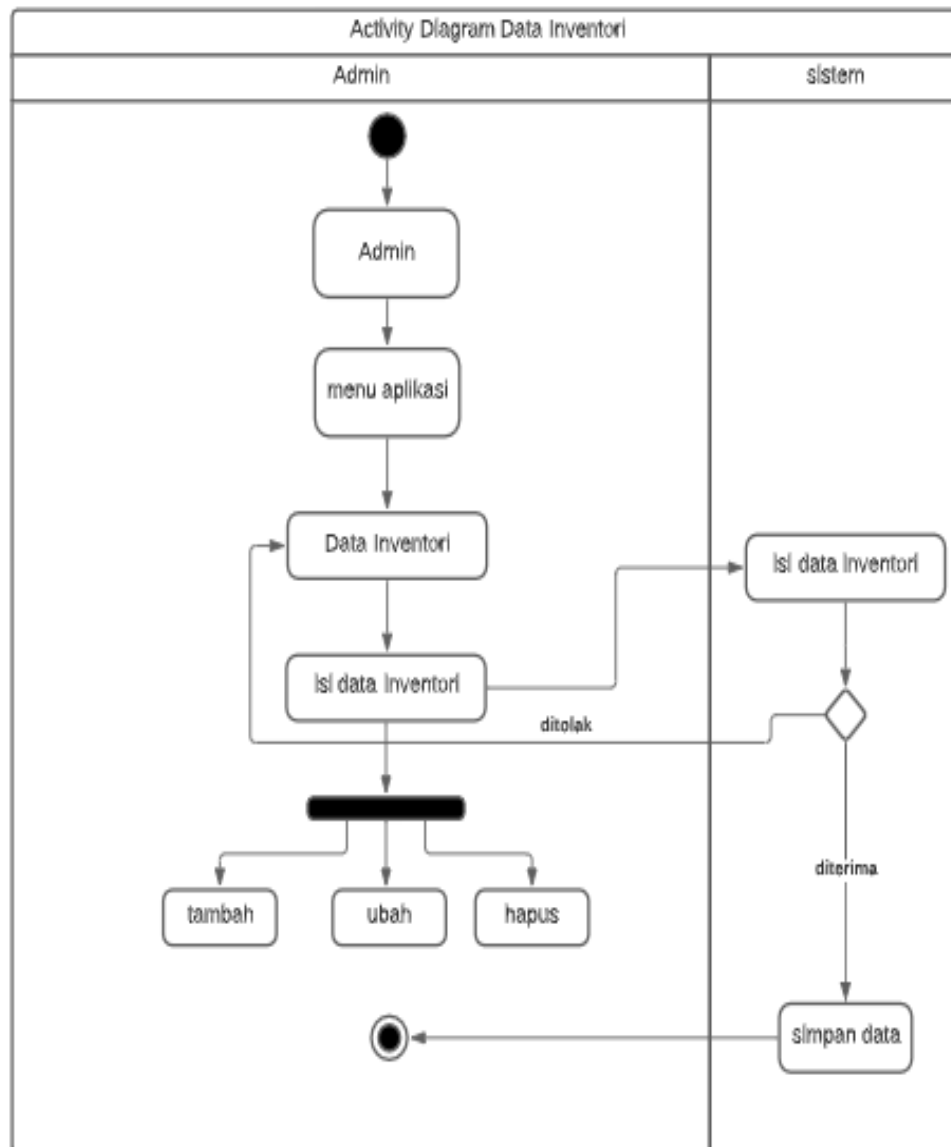 Activity Diagram Data Inventori
Admin
sistem
Admin
menu aplikasi
Data Inventori
Isi data Inventori
Isi data Inventori
ditolak
diterima
tambah
ubah
hapus
simpan data